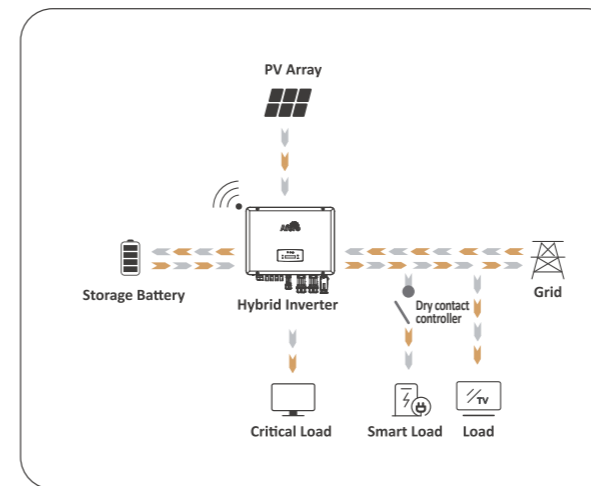 PV Array
Storage Battery
Hybrid Inverter
Grid
Dry contact
controller
TV
Critical Load
Smart Load
Load